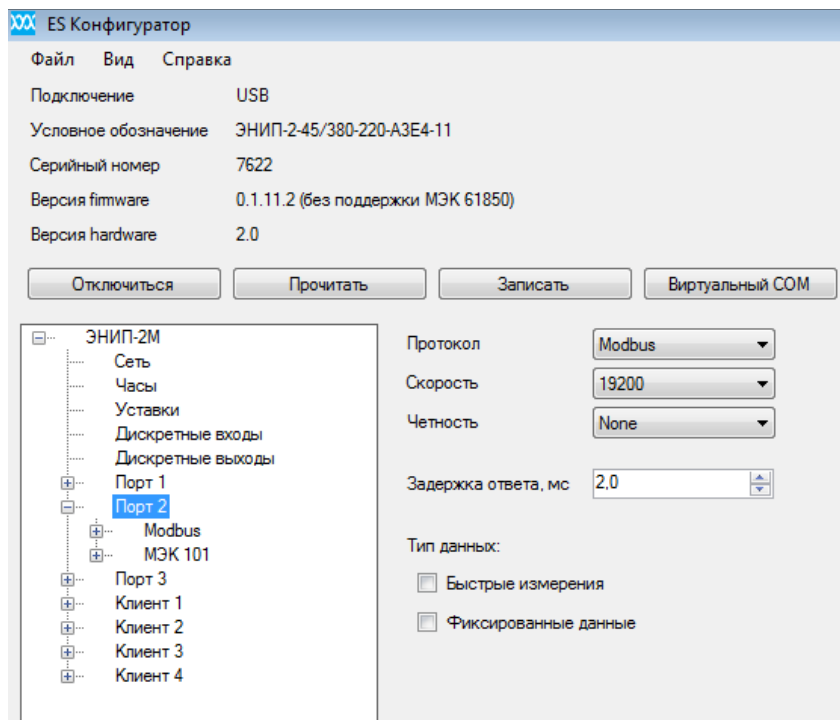 ES Конфигуратор
Файл Вид Справка
Подключение USB
Условное обозначение ЭНИП-2-45/380-220-А3Е4-11
Серийный номер 7622
Версия firmware 0.1.11.2 (без поддержки МЭК 61850)
Версия hardware 2.0
Отключиться Прочитать Записать Виртуальный COM
ЭНИП-2М
Сеть
Часы
Уставки
Дискретные входы
Дискретные выходы
Порт 1
Порт 2
Modbus
МЭК 101
Порт 3
Клиент 1
Клиент 2
Клиент 3
Клиент 4
Протокол Modbus
Скорость 19200
Четность None
Задержка ответа, мс 2,0
Тип данных:
Быстрые измерения
Фиксированные данные